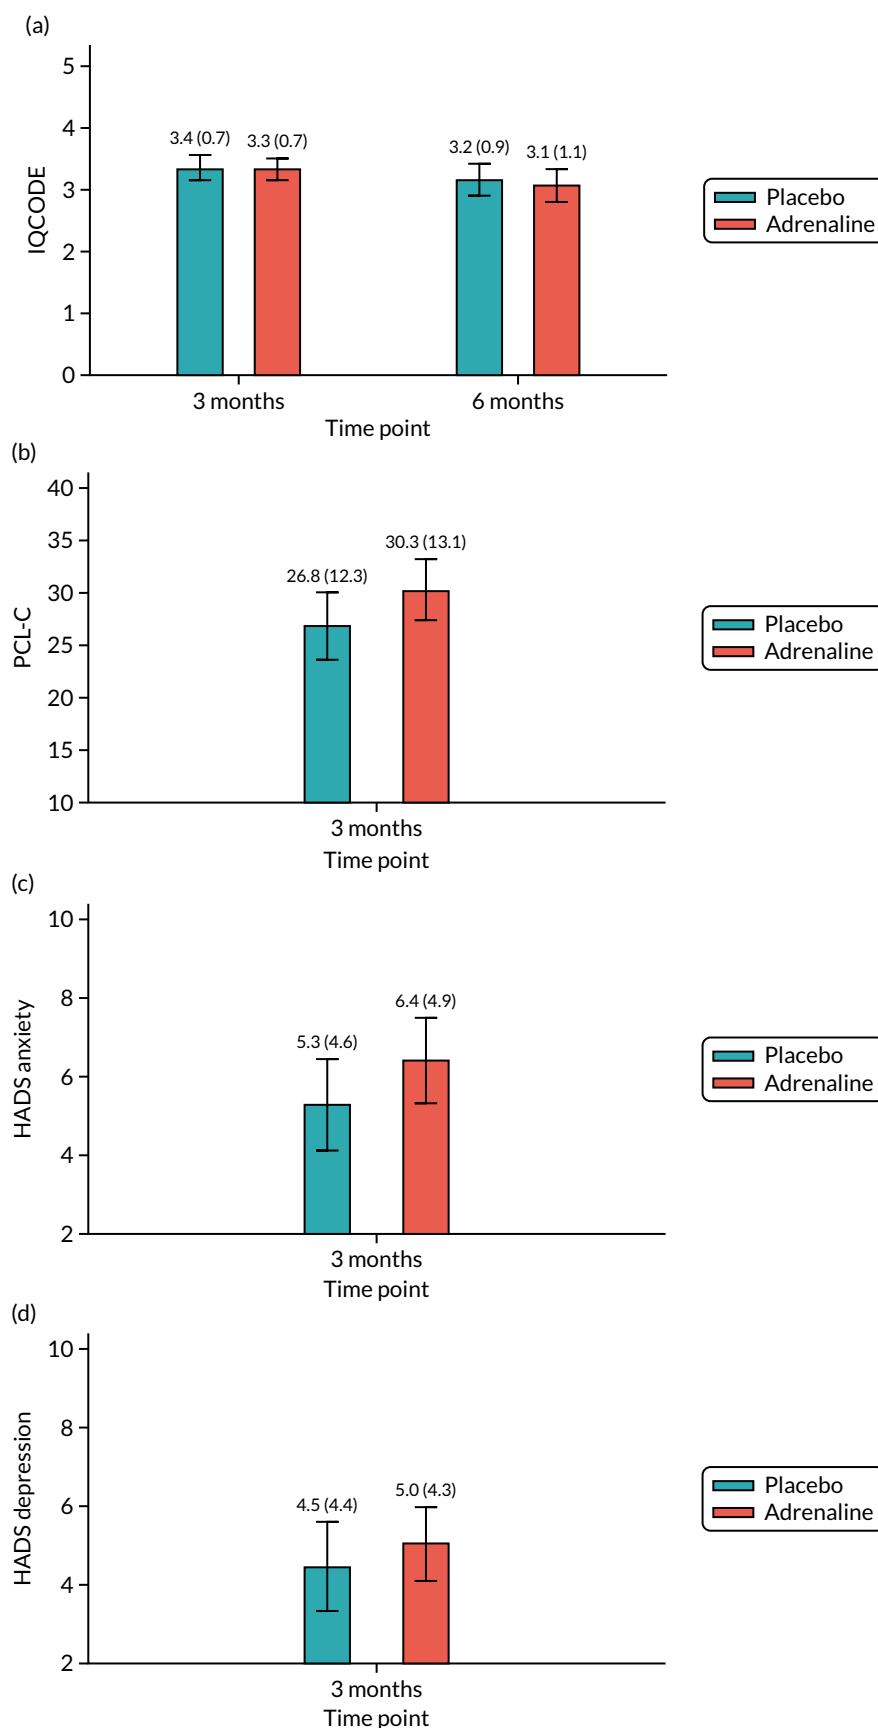 (a)
5
4
3
2
1
0
IQCODE
3.4 (0.7)
3.3 (0.7)
3.2 (0.9)
3.1 (1.1)
3 months
6 months
Time point
Placebo
Adrenaline
(b)
40
35
30
25
20
15
10
PCL-C
26.8 (12.3)
30.3 (13.1)
3 months
Time point
Placebo
Adrenaline
(c)
10
8
6
4
2
HADS anxiety
5.3 (4.6)
6.4 (4.9)
3 months
Time point
Placebo
Adrenaline
(d)
10
8
6
4
2
HADS depression
4.5 (4.4)
5.0 (4.3)
3 months
Time point
Placebo
Adrenaline